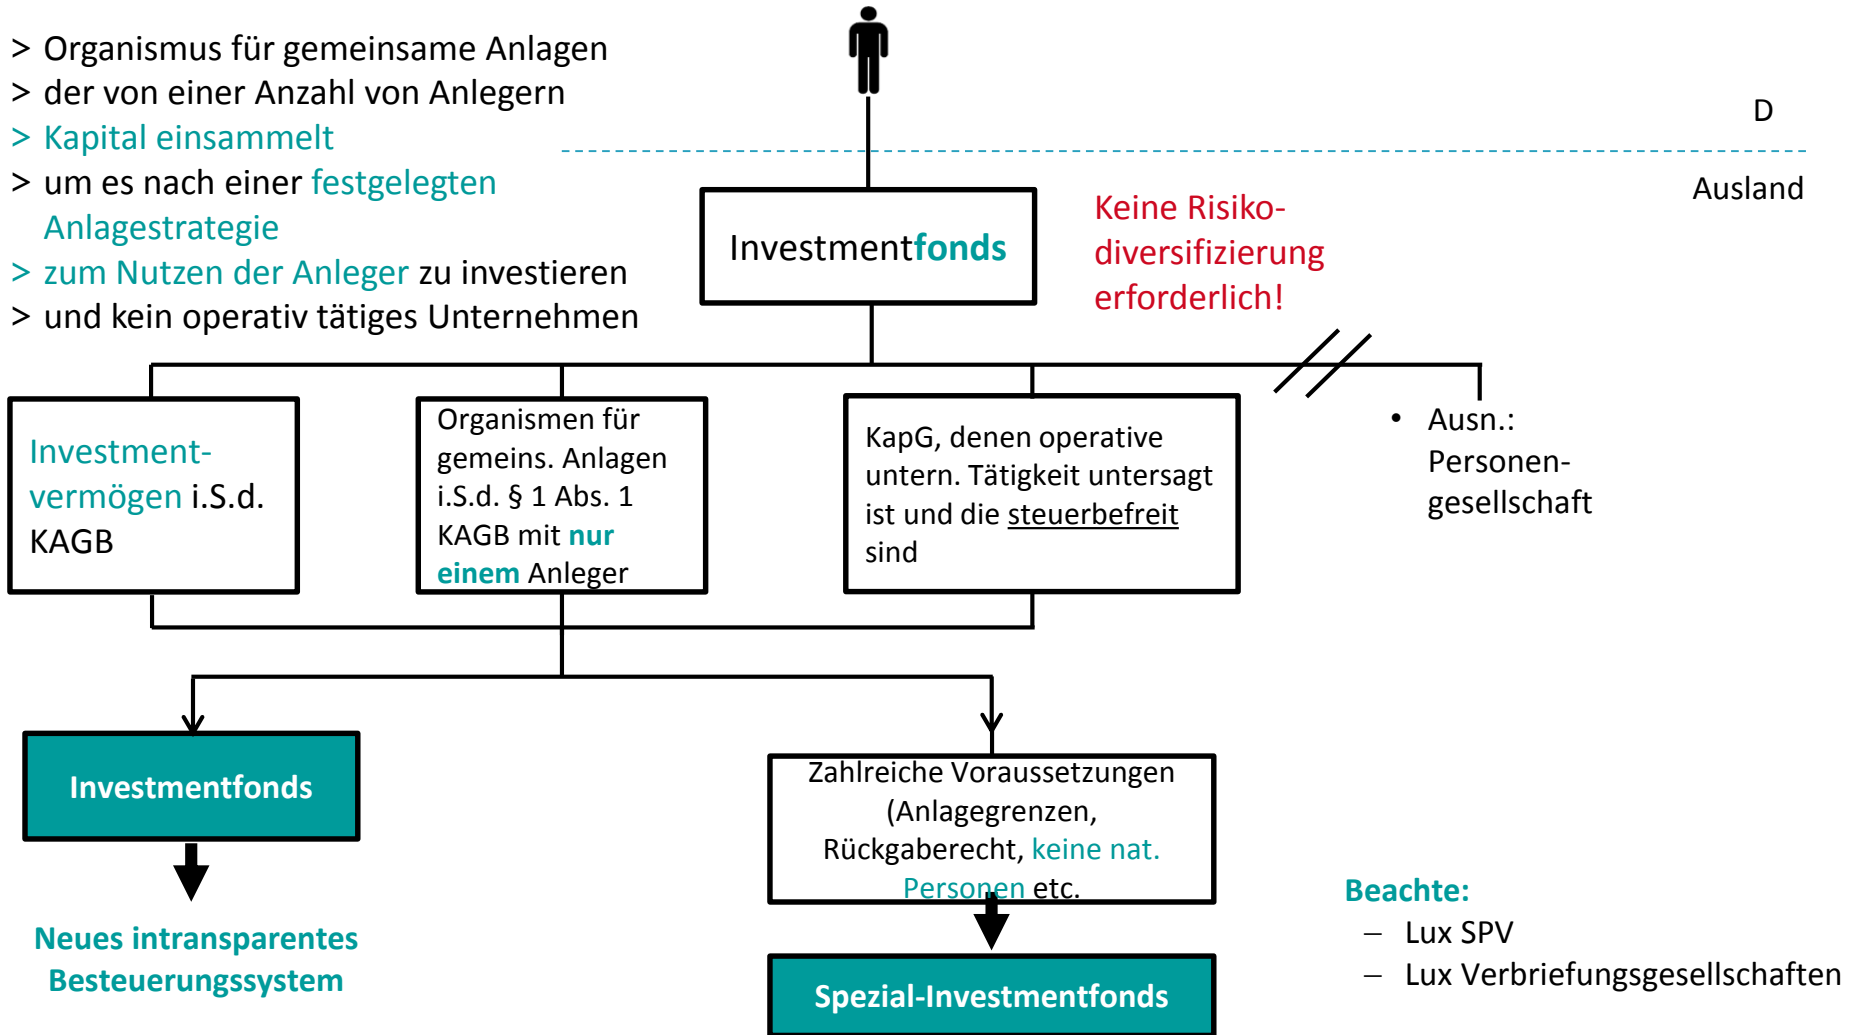 > Organismus für gemeinsame Anlagen
> der von einer Anzahl von Anlegern
> Kapital einsammelt
> um es nach einer festgelegten
Anlagestrategie
> zum Nutzen der Anleger zu investieren
> und kein operativ tätiges Unternehmen
D
Ausland
Investmentfonds
Keine Risiko-
diversifizierung
erforderlich!
Investment-
vermögen i.S.d.
KAGB
Organismen für
gemeins. Anlagen
i.S.d. § 1 Abs. 1
KAGB mit nur
einem Anleger
KapG, denen operative
untern. Tätigkeit untersagt
ist und die steuerbefreit
sind
• Ausn.:
Personen-
gesellschaft
Investmentfonds
Neues intransparentes
Besteuerungssystem
Zahlreiche Voraussetzungen
(Anlagegrenzen,
Rückgaberecht, keine nat.
Personen etc.
Spezial-Investmentfonds
Beachte:
– Lux SPV
– Lux Verbriefungsgesellschaften